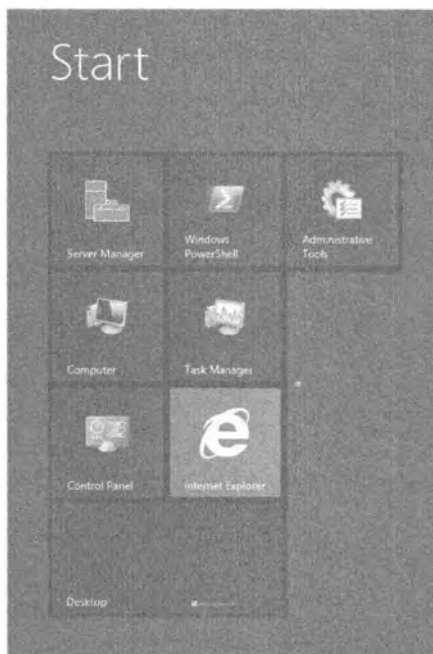 Start
Server Manager
Windows
PowerShell
Administrative
Tools
Computer
Task Manager
Control Panel
Internet Explorer
Desktop